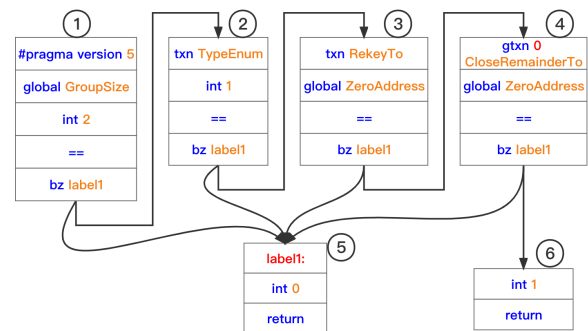 1
#pragma version 5
global GroupSize
int 2
==
bz label1
2
txn TypeEnum
int 1
==
bz label1
3
txn RekeyTo
global ZeroAddress
==
bz label1
4
gtxn 0
CloseRemainderTo
global ZeroAddress
==
bz label1
5
label1:
int 0
return
6
int 1
return